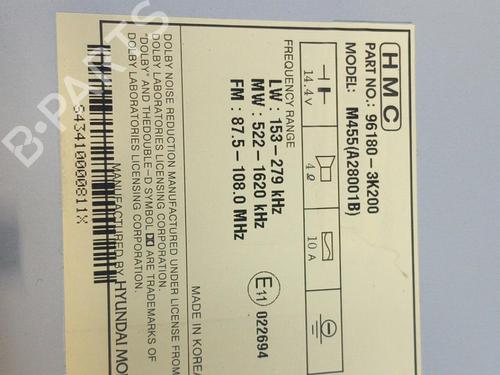 HMC
PART NO.: 96180-3K200
MODEL: M455(A28001B)
14.4v
4Ω
10A
FREQUENCY RANGE
LW : 153-279 kHz
MW : 522-1620 kHz
FM : 87.5-108.0 MHz
E11 022694
DOLBY NOISE REDUCTION MANUFACTURED UNDER LICENSE FROM
DOLBY LABORATORIES LICENSING CORPORATION.
"DOLBY" AND THEDOUBLE-D SYMBOL ARE TRADEMARKS OF
DOLBY LABORATORIES LICENSING CORPORATION.
MADE IN KOREA
MANUFACTURED BY HYUNDAI
S43410000811X
B-PARTS